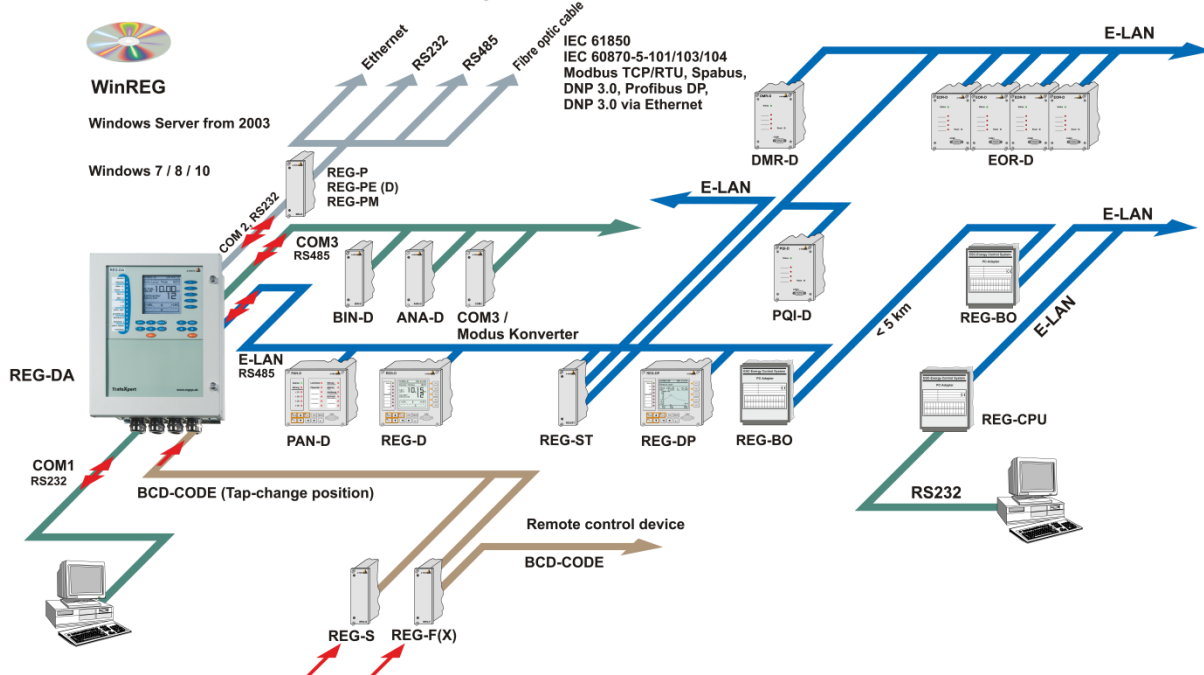 Ethernet
RS232
RS485
Fibre optic cable
IEC 61850
IEC 60870-5-101/103/104
Modbus TCP/RTU, Spabus,
DNP 3.0, Profibus DP,
DNP 3.0 via Ethernet
E-LAN
WinREG
Windows Server from 2003
Windows 7 / 8 / 10
DMR-D
EOR-D
REG-P
REG-PE (D)
REG-PM
COM 2, RS232
COM3
RS485
E-LAN
E-LAN
BIN-D
ANA-D
COM3 /
Modus Konverter
PQI-D
< 5 km
REG-BO
E-LAN
E-LAN
RS485
REG-DA
PAN-D
REG-D
REG-ST
REG-DP
REG-BO
REG-CPU
COM1
RS232
BCD-CODE (Tap-change position)
RS232
Remote control device
BCD-CODE
REG-S
REG-F(X)